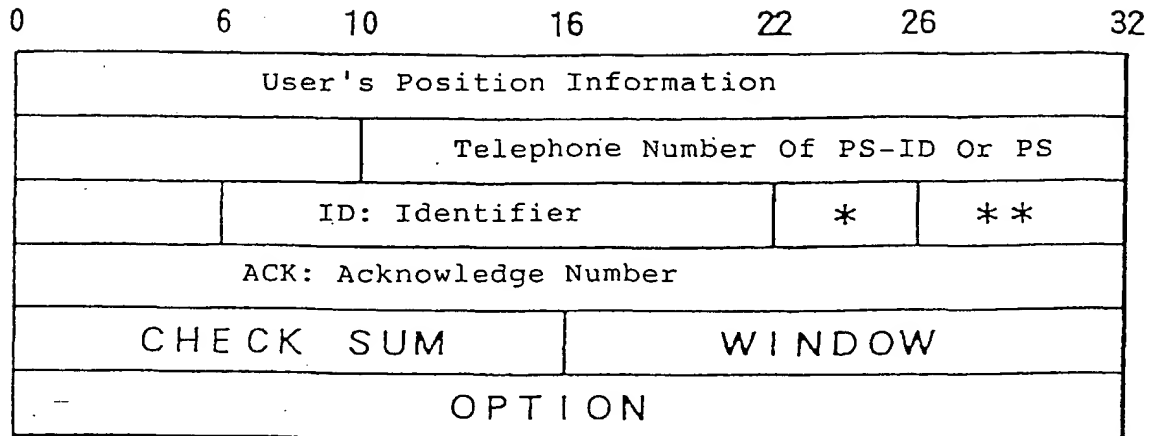 0 6 10 16 22 26 32
User's Position Information
Telephone Number Of PS-ID Or PS
ID: Identifier * **
ACK: Acknowledge Number
CHECK SUM WINDOW
OPTION